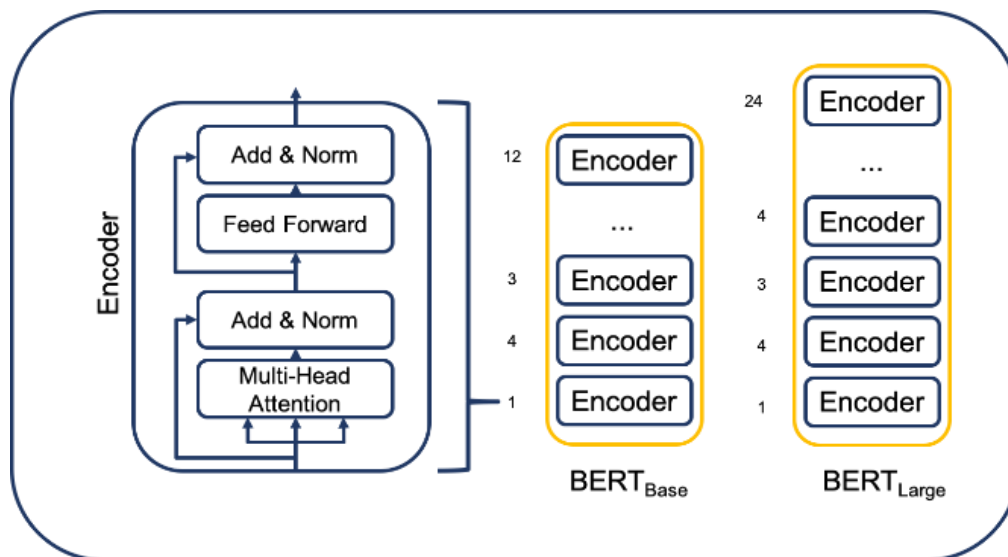 Encoder
Add & Norm
Feed Forward
Add & Norm
Multi-Head
Attention
12
Encoder
...
3
Encoder
4
Encoder
1
Encoder
BERTBase
24
Encoder
...
4
Encoder
3
Encoder
4
Encoder
1
Encoder
BERTLarge